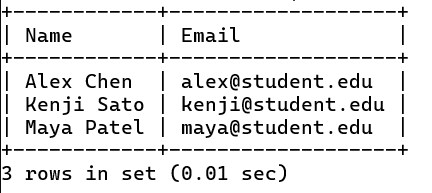 +------------+-------------------+
| Name       | Email             |
+------------+-------------------+
| Alex Chen  | alex@student.edu  |
| Kenji Sato | kenji@student.edu |
| Maya Patel | maya@student.edu  |
+------------+-------------------+
3 rows in set (0.01 sec)